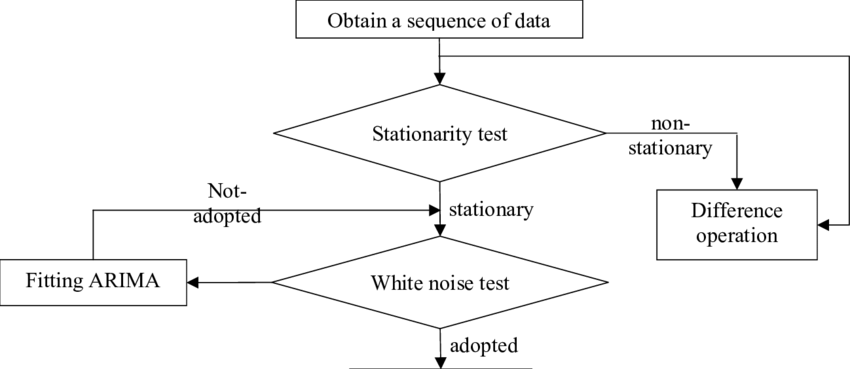 Obtain a sequence of data
Stationarity test
non-
stationary
Not-
adopted
stationary
Difference
operation
Fitting ARIMA
White noise test
adopted